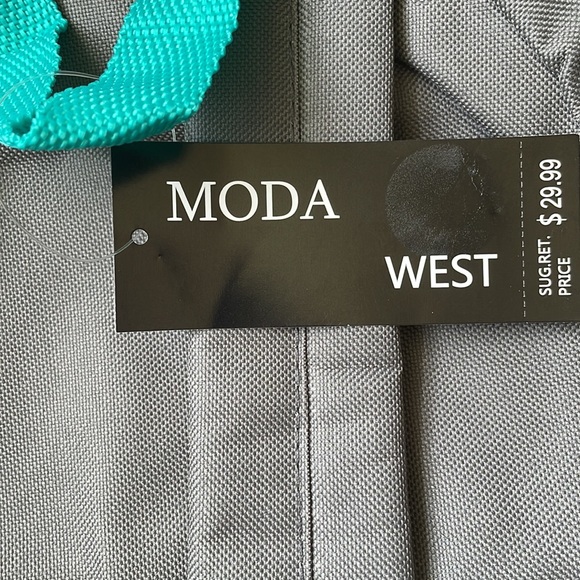 MODA
WEST
SUG.RET. $ 29.99
PRICE